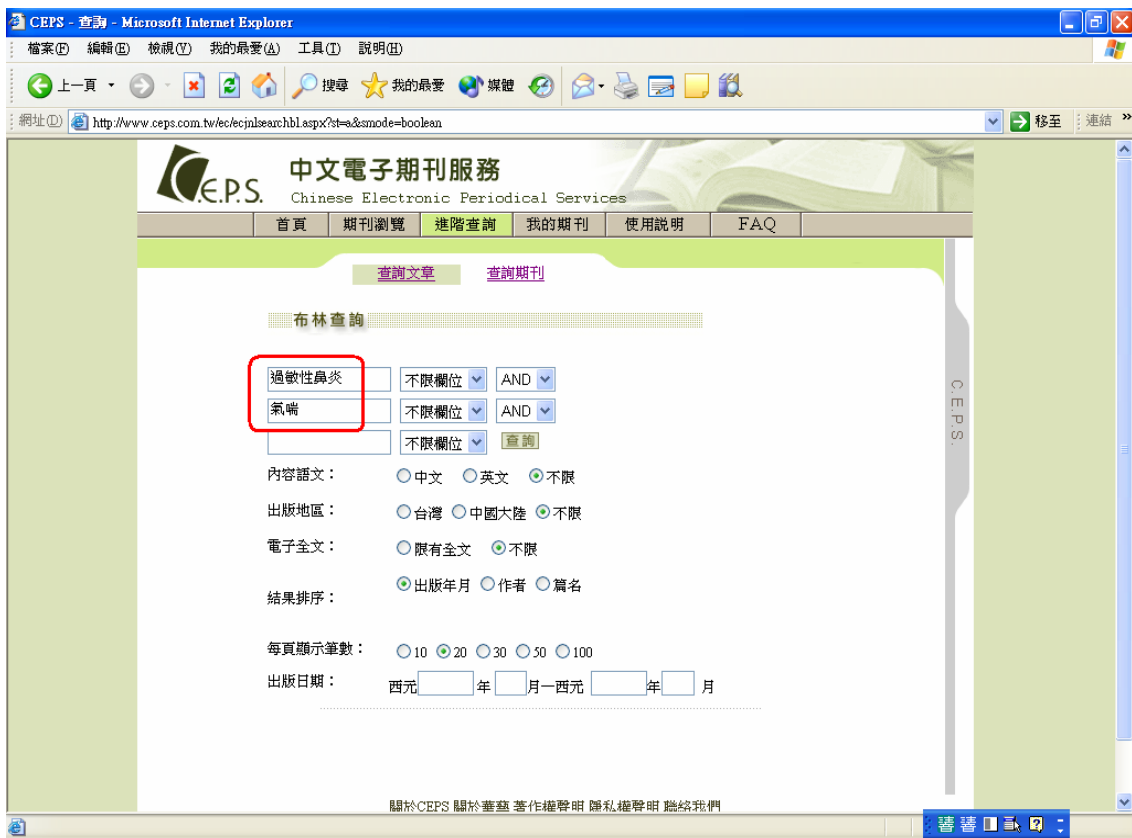 CEPS - 查詢 - Microsoft Internet Explorer
檔案(F) 編輯(E) 檢視(V) 我的最愛(A) 工具(T) 說明(H)
上一頁 搜尋 我的最愛 媒體
網址(D) http://www.ceps.com.tw/ec/ecjnlsearchbl.aspx?st=a&smode=boolean 移至 連結 »
C.E.P.S. 中文電子期刊服務
Chinese Electronic Periodical Services
首頁 期刊瀏覽 進階查詢 我的期刊 使用說明 FAQ
查詢文章 查詢期刊
布林查詢
過敏性鼻炎 不限欄位 AND
氣喘 不限欄位 AND
不限欄位 查詢
內容語文： 中文 英文 不限
出版地區： 台灣 中國大陸 不限
電子全文： 限有全文 不限
結果排序： 出版年月 作者 篇名
每頁顯示筆數： 10 20 30 50 100
出版日期： 西元 年 月—西元 年 月
C.E.P.S.
關於CEPS 關於華藝 著作權聲明 隱私權聲明 聯絡我們